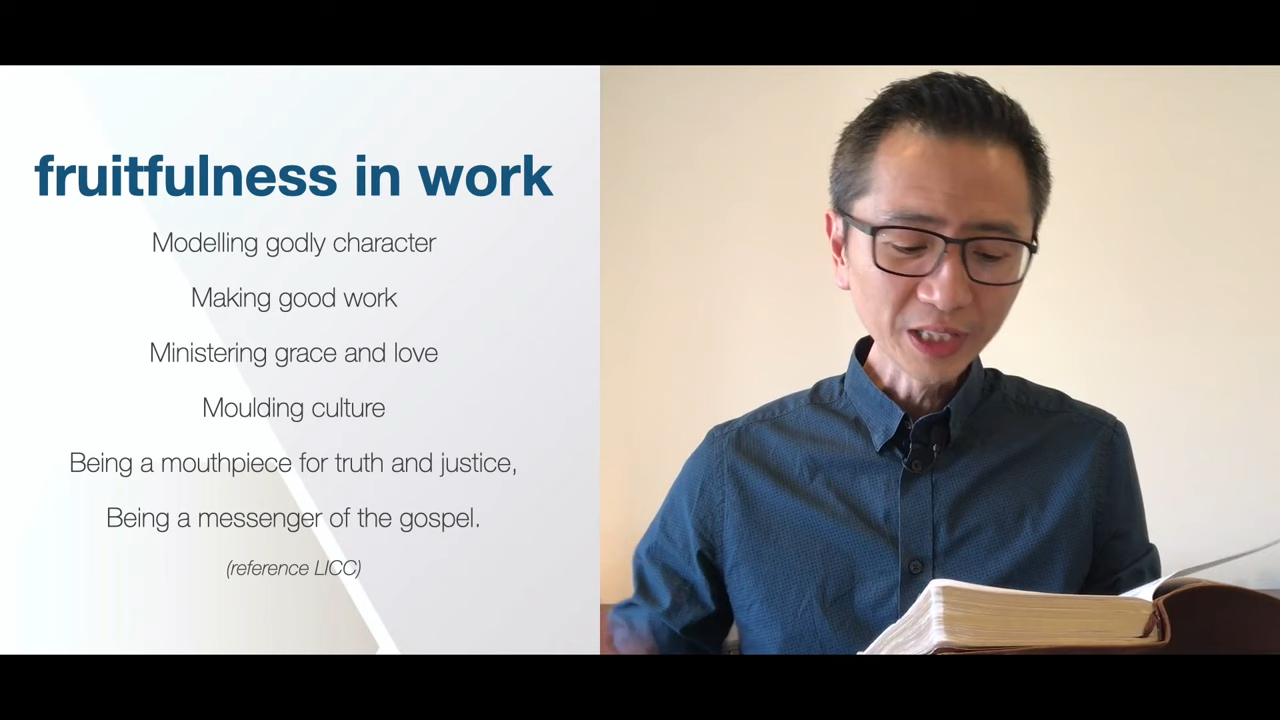 fruitfulness in work
Modelling godly character
Making good work
Ministering grace and love
Moulding culture
Being a mouthpiece for truth and justice,
Being a messenger of the gospel.
(reference LICC)